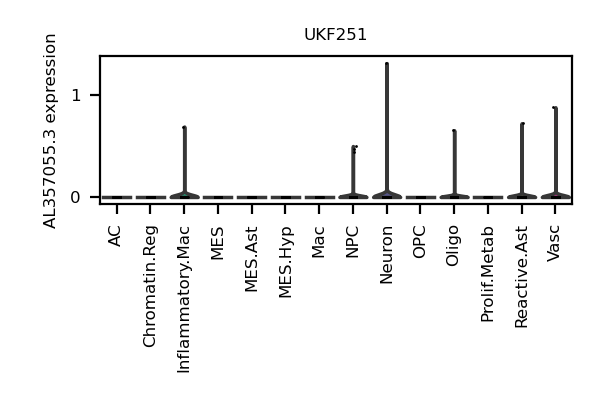 UKF251
AL357055.3 expression
1
0
AC
Chromatin.Reg
Inflammatory.Mac
MES
MES.Ast
MES.Hyp
Mac
NPC
Neuron
OPC
Oligo
Prolif.Metab
Reactive.Ast
Vasc